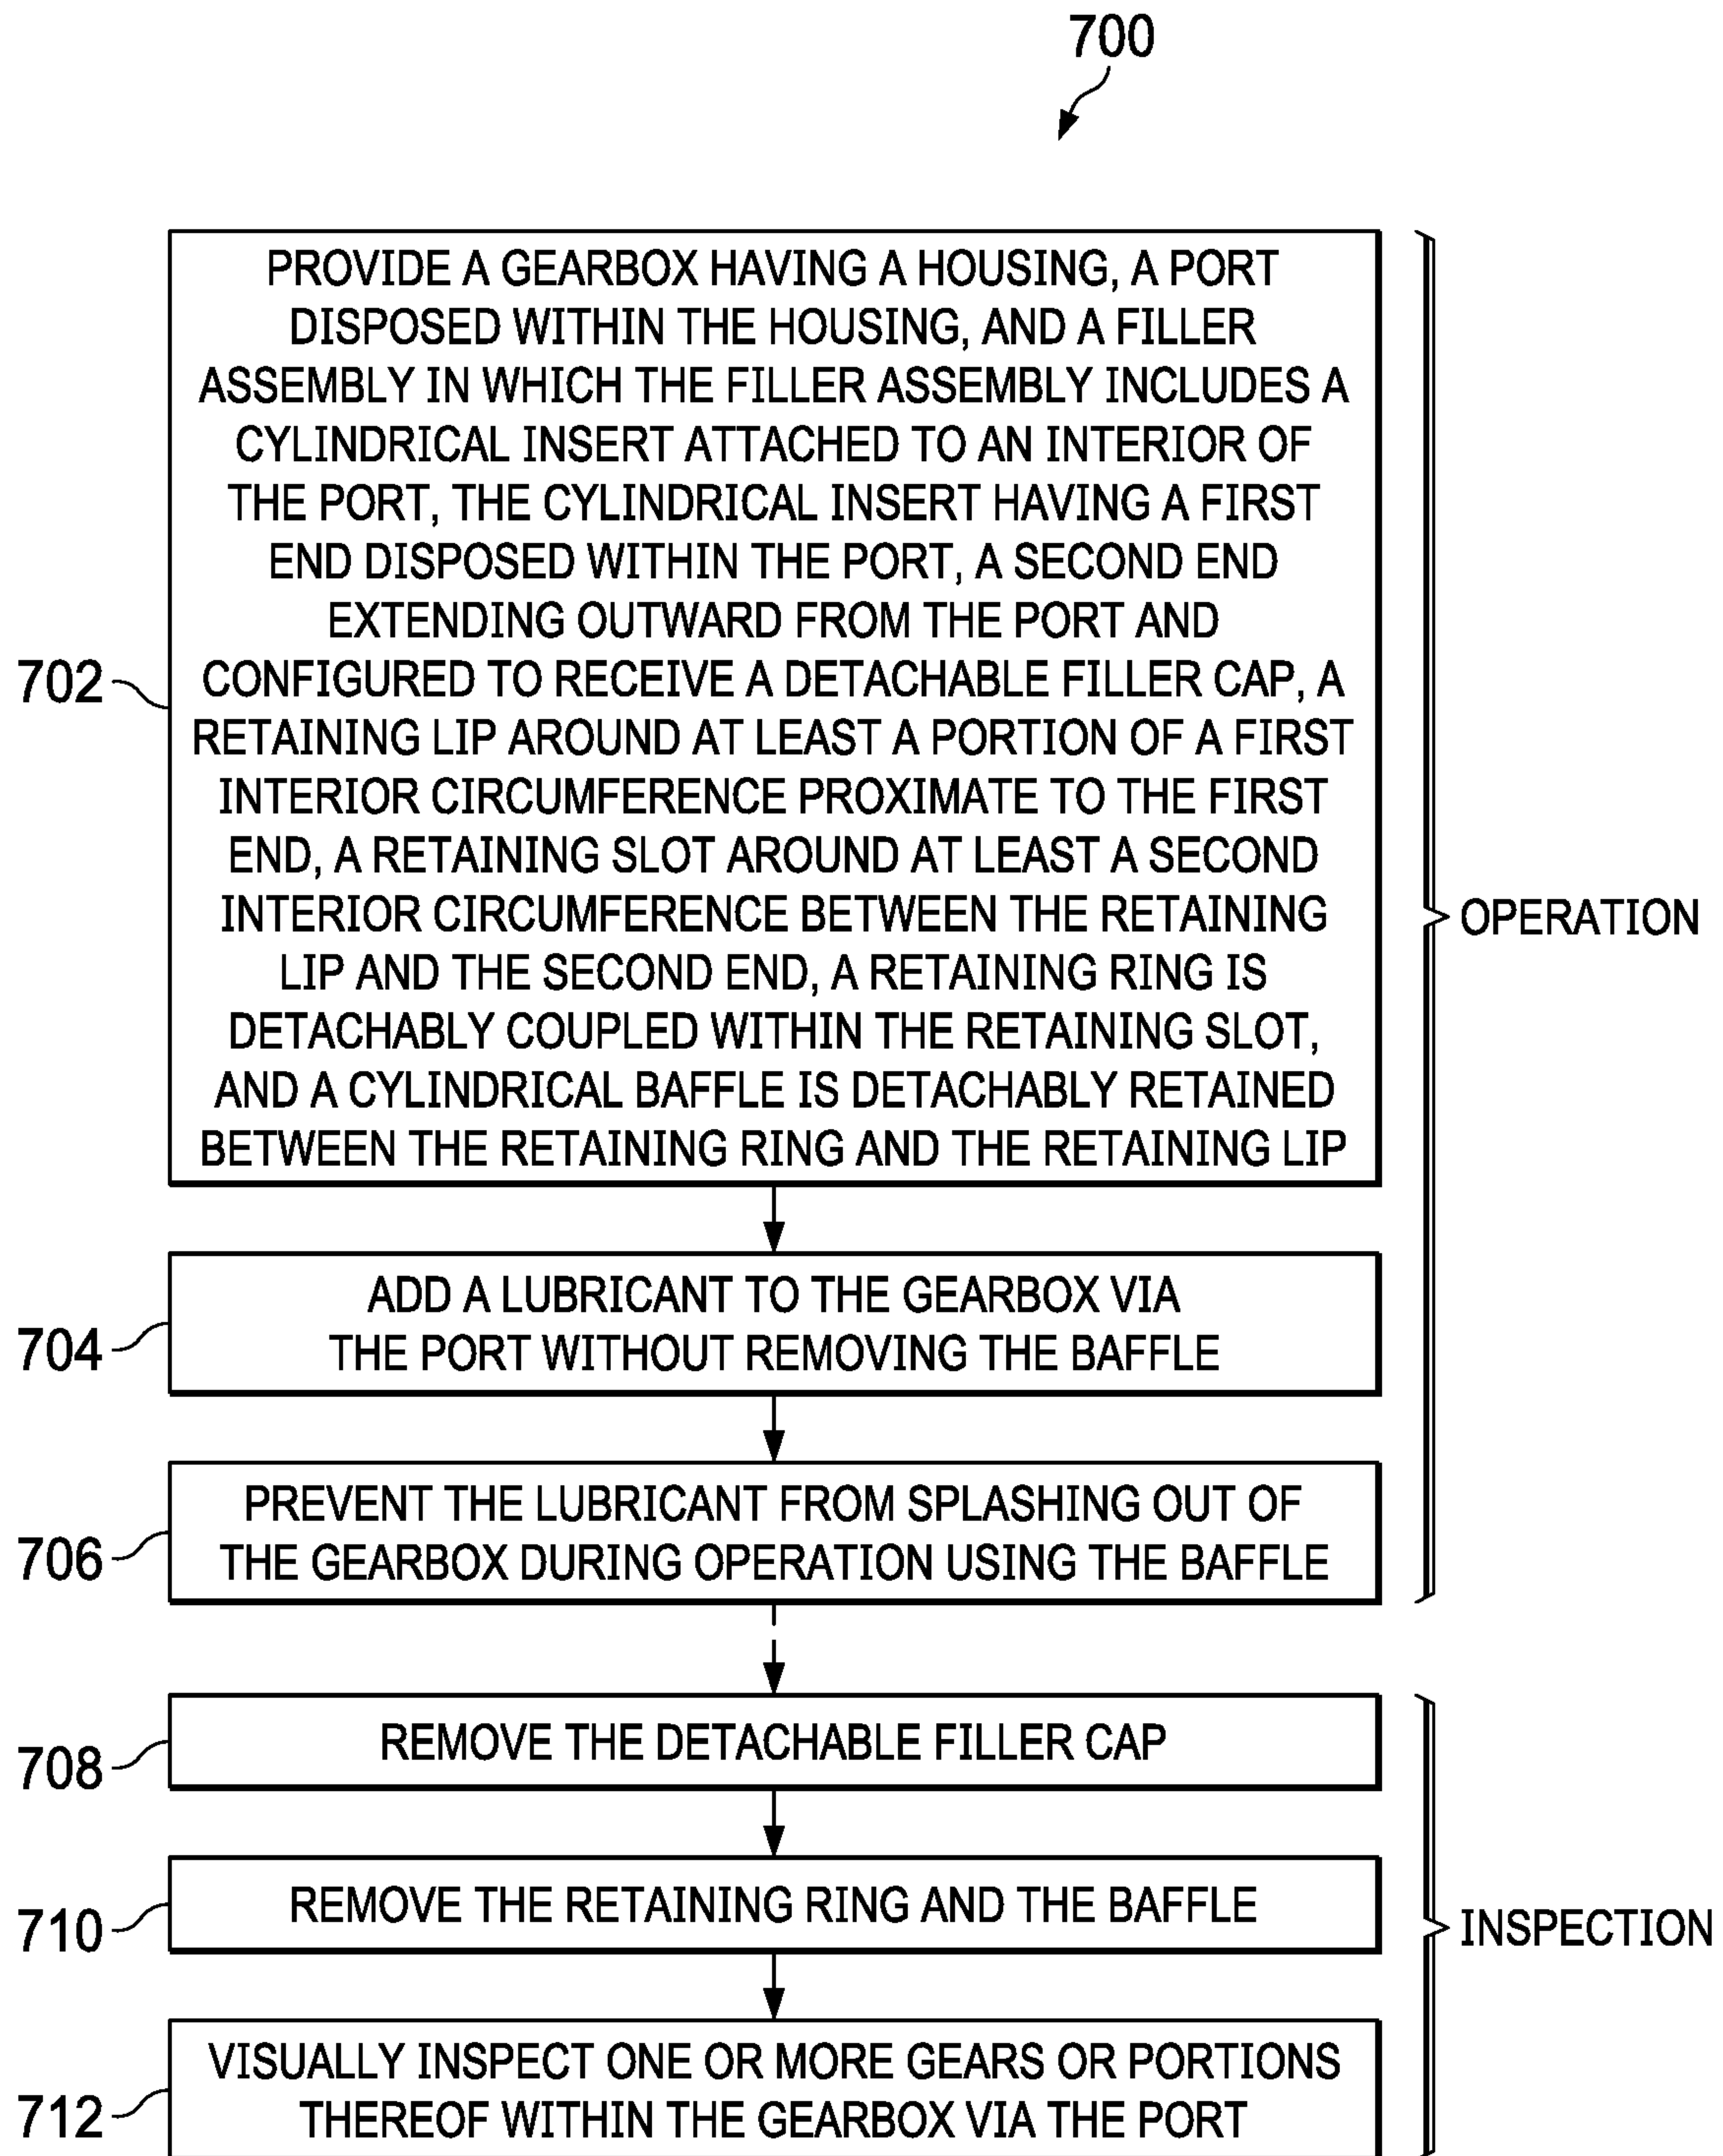 700
PROVIDE A GEARBOX HAVING A HOUSING, A PORT
DISPOSED WITHIN THE HOUSING, AND A FILLER
ASSEMBLY IN WHICH THE FILLER ASSEMBLY INCLUDES A
CYLINDRICAL INSERT ATTACHED TO AN INTERIOR OF
THE PORT, THE CYLINDRICAL INSERT HAVING A FIRST
END DISPOSED WITHIN THE PORT, A SECOND END
EXTENDING OUTWARD FROM THE PORT AND
CONFIGURED TO RECEIVE A DETACHABLE FILLER CAP, A
RETAINING LIP AROUND AT LEAST A PORTION OF A FIRST
INTERIOR CIRCUMFERENCE PROXIMATE TO THE FIRST
END, A RETAINING SLOT AROUND AT LEAST A SECOND
INTERIOR CIRCUMFERENCE BETWEEN THE RETAINING
LIP AND THE SECOND END, A RETAINING RING IS
DETACHABLY COUPLED WITHIN THE RETAINING SLOT,
AND A CYLINDRICAL BAFFLE IS DETACHABLY RETAINED
BETWEEN THE RETAINING RING AND THE RETAINING LIP
702
OPERATION
ADD A LUBRICANT TO THE GEARBOX VIA
THE PORT WITHOUT REMOVING THE BAFFLE
704
PREVENT THE LUBRICANT FROM SPLASHING OUT OF
THE GEARBOX DURING OPERATION USING THE BAFFLE
706
REMOVE THE DETACHABLE FILLER CAP
708
REMOVE THE RETAINING RING AND THE BAFFLE
710
INSPECTION
VISUALLY INSPECT ONE OR MORE GEARS OR PORTIONS
THEREOF WITHIN THE GEARBOX VIA THE PORT
712